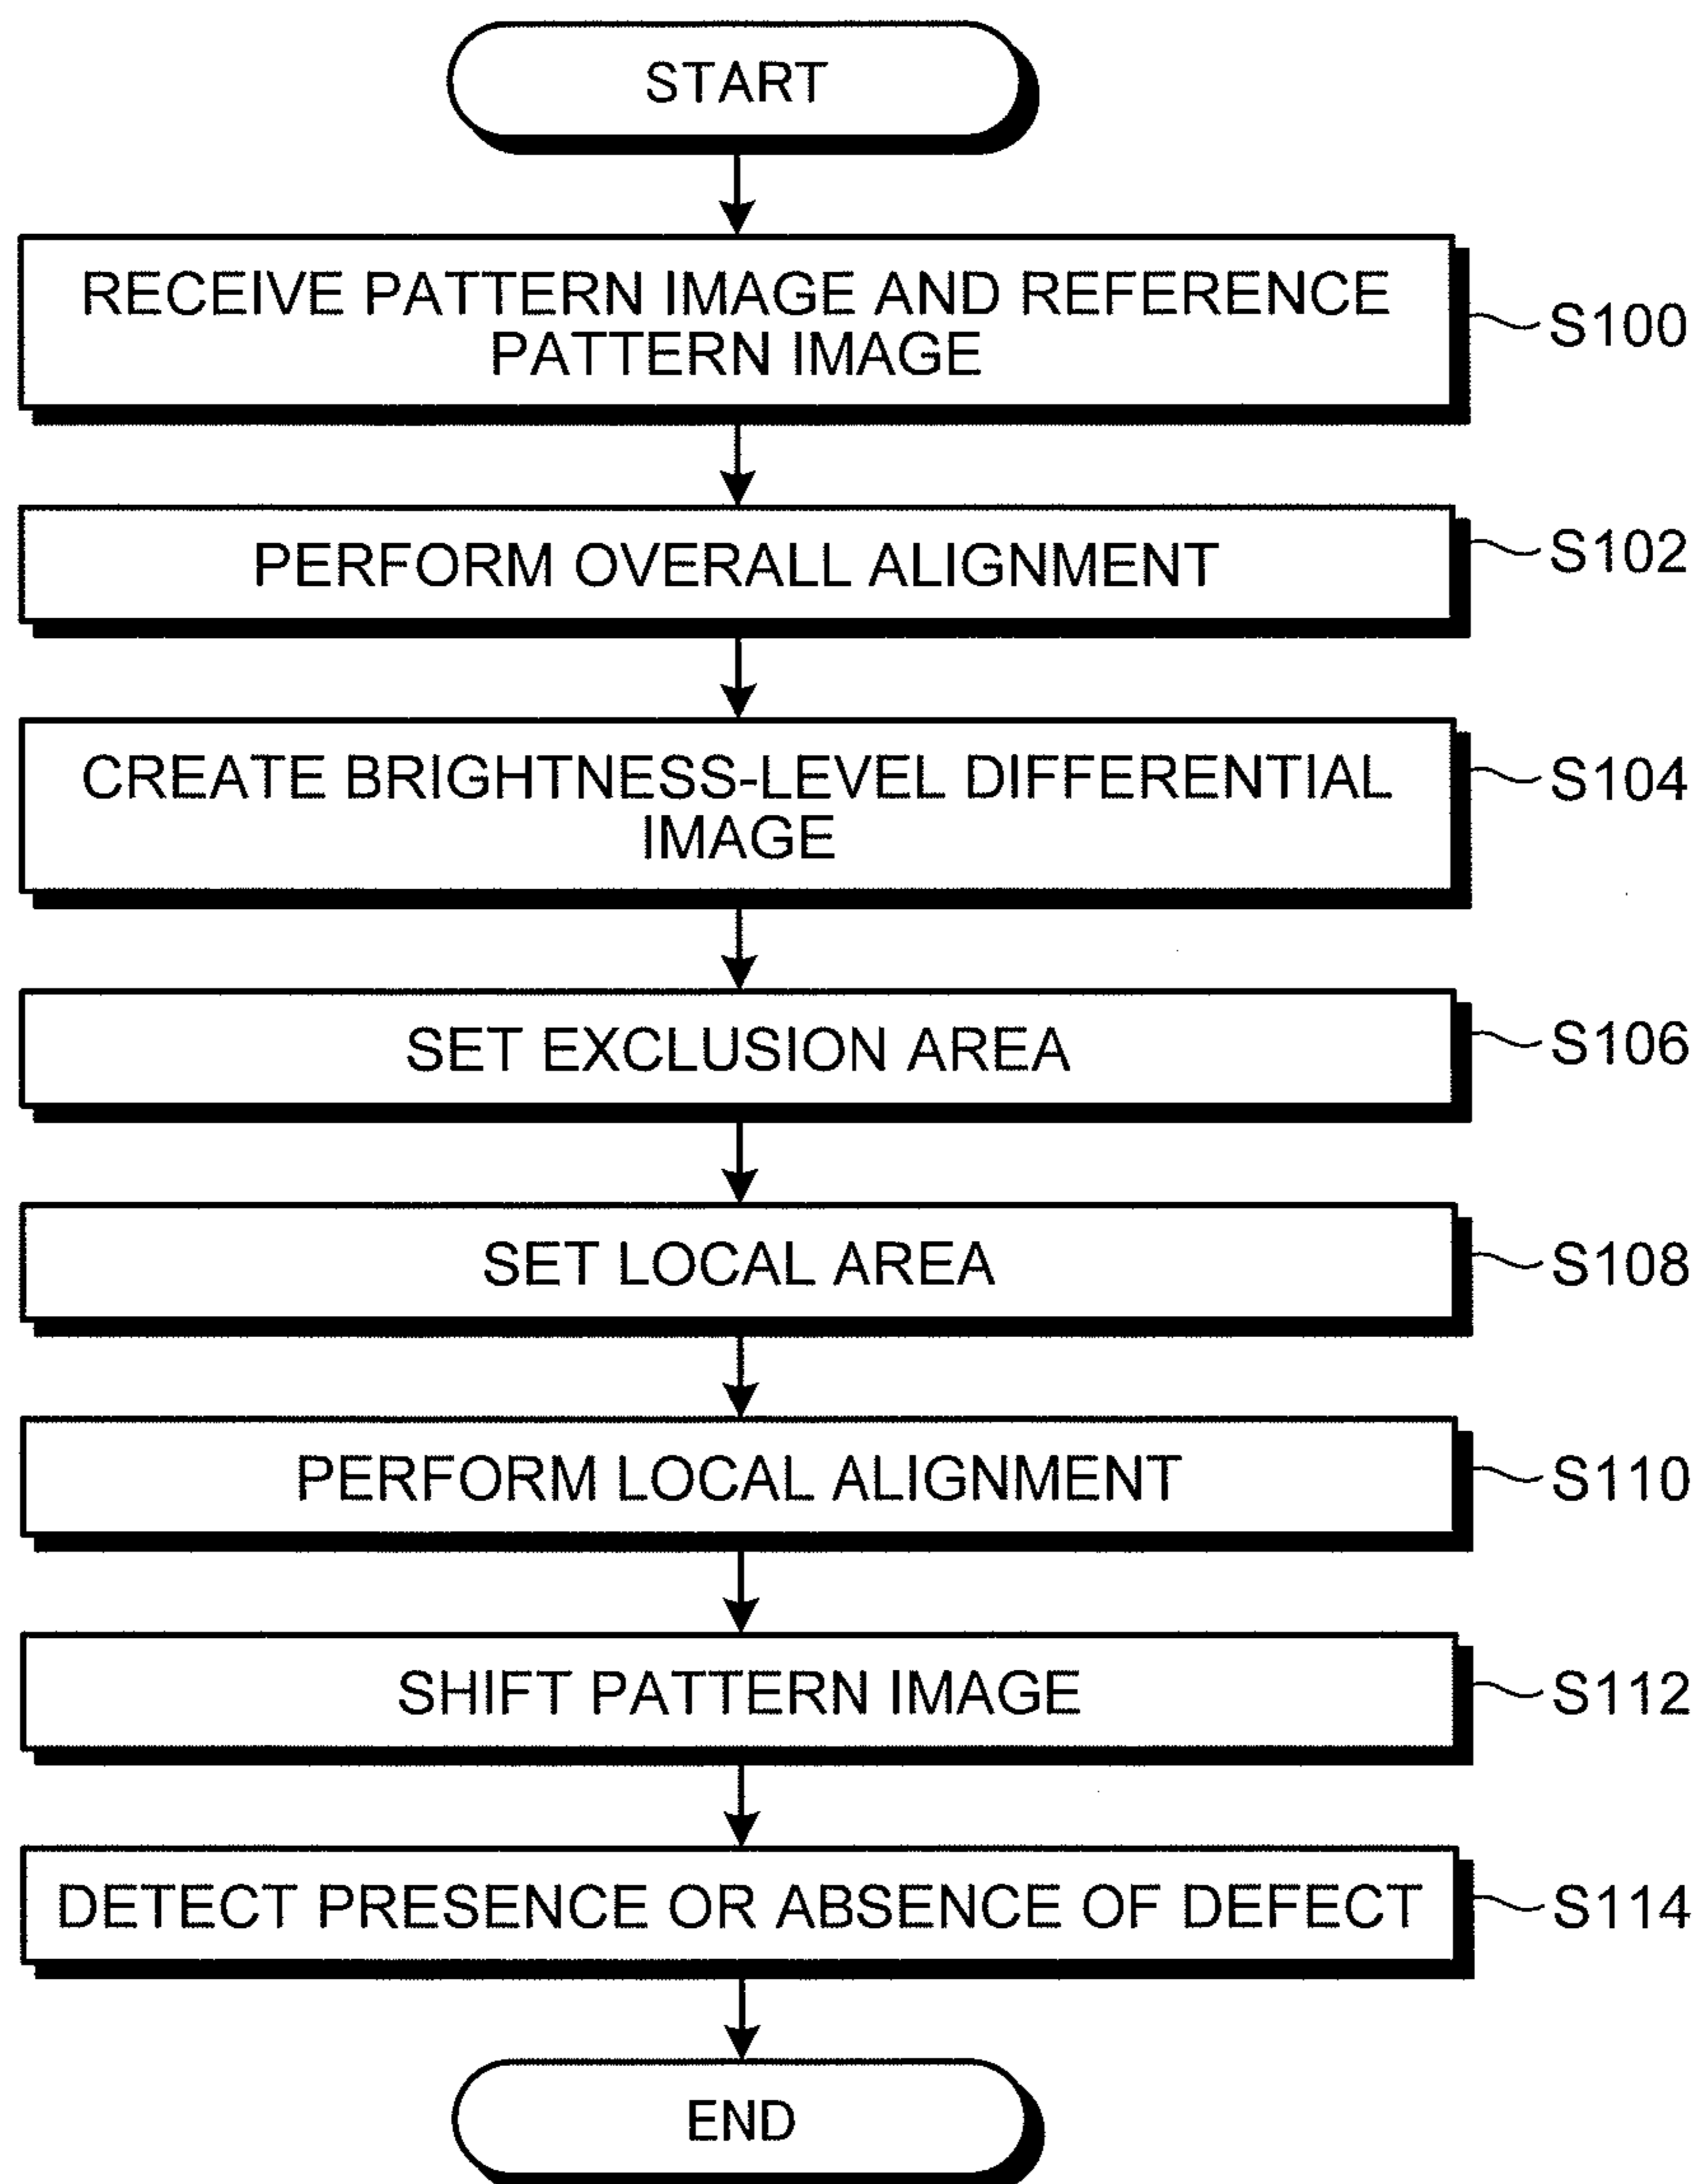 START
RECEIVE PATTERN IMAGE AND REFERENCE
PATTERN IMAGE
S100
PERFORM OVERALL ALIGNMENT
S102
CREATE BRIGHTNESS-LEVEL DIFFERENTIAL
IMAGE
S104
SET EXCLUSION AREA
S106
SET LOCAL AREA
S108
PERFORM LOCAL ALIGNMENT
S110
SHIFT PATTERN IMAGE
S112
DETECT PRESENCE OR ABSENCE OF DEFECT
S114
END